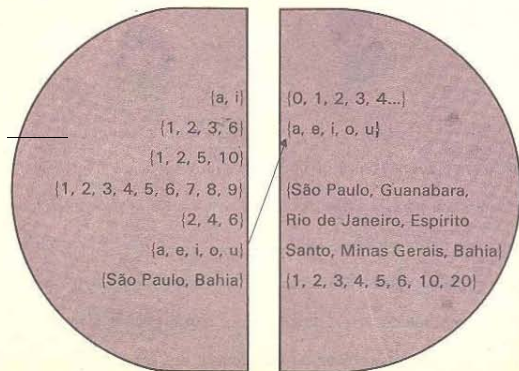 {a, i}
{1, 2, 3, 6}
{1, 2, 5, 10}
{1, 2, 3, 4, 5, 6, 7, 8, 9}
{2, 4, 6}
{a, e, i, o, u}
{São Paulo, Bahia}
{0, 1, 2, 3, 4...}
{a, e, i, o, u}
{São Paulo, Guanabara,
Rio de Janeiro, Espírito
Santo, Minas Gerais, Bahia}
{1, 2, 3, 4, 5, 6, 10, 20}